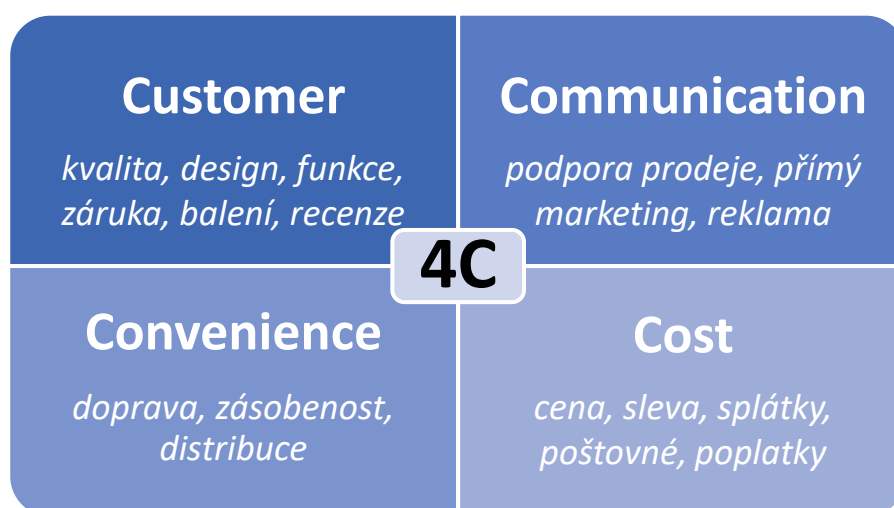 Customer
kvalita, design, funkce,
záruka, balení, recenze
Communication
podpora prodeje, přímý
marketing, reklama
4C
Convenience
doprava, zásobenost,
distribuce
Cost
cena, sleva, splátky,
poštovné, poplatky